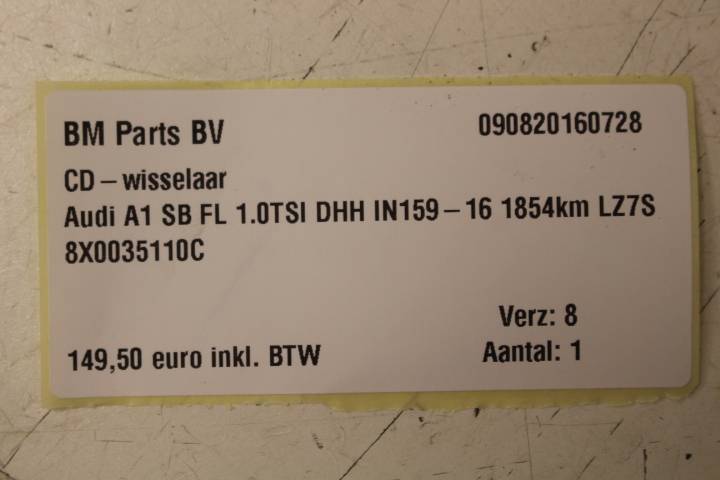 BM Parts BV 090820160728
CD-wisselaar
Audi A1 SB FL 1.0TSI DHH IN159-16 1854km LZ7S
8X0035110C
Verz: 8
149,50 euro inkl. BTW Aantal: 1